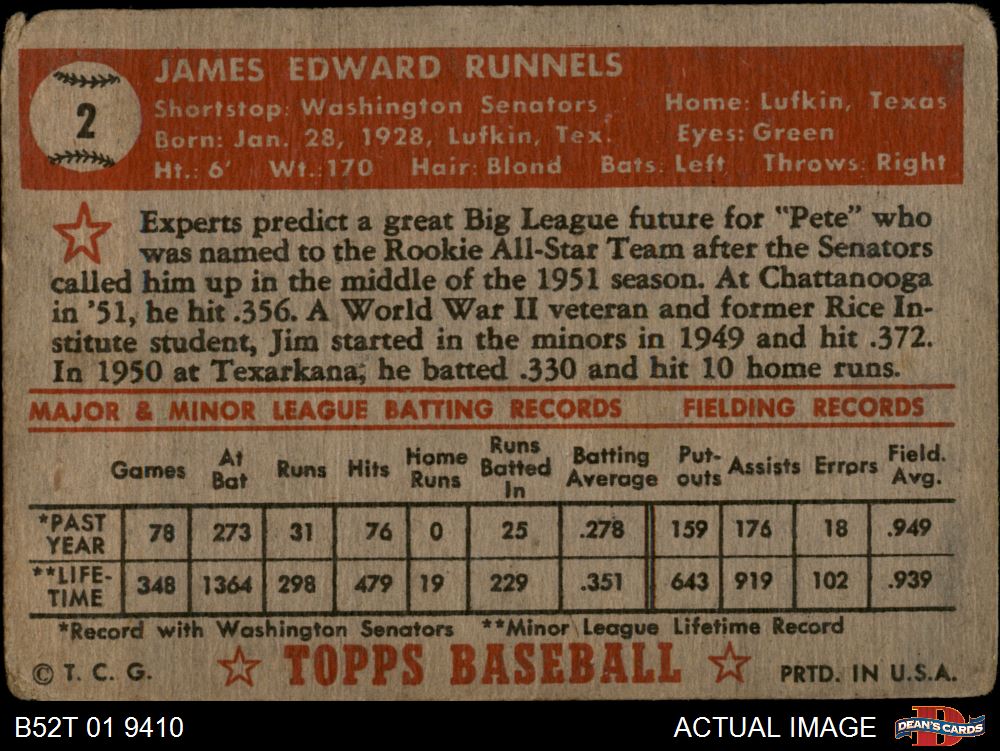 2
JAMES EDWARD RUNNELS
Shortstop: Washington Senators Home: Lufkin, Texas
Born: Jan. 28, 1928, Lufkin, Tex. Eyes: Green
Ht.: 6' Wt.: 170 Hair: Blond Bats: Left Throws: Right
Experts predict a great Big League future for "Pete" who
was named to the Rookie All-Star Team after the Senators
called him up in the middle of the 1951 season. At Chattanooga
in '51, he hit .356. A World War II veteran and former Rice In-
stitute student, Jim started in the minors in 1949 and hit .372.
In 1950 at Texarkana, he batted .330 and hit 10 home runs.
MAJOR & MINOR LEAGUE BATTING RECORDS FIELDING RECORDS
Games At Bat Runs Hits Home Runs Runs Batted In Batting Average Put-outs Assists Errors Field. Avg.
*PAST YEAR 78 273 31 76 0 25 .278 159 176 18 .949
**LIFE-TIME 348 1364 298 479 19 229 .351 643 919 102 .939
*Record with Washington Senators **Minor League Lifetime Record
© T. C. G. TOPPS BASEBALL PRTD. IN U.S.A.
B52T 01 9410 ACTUAL IMAGE D DEAN'S CARDS